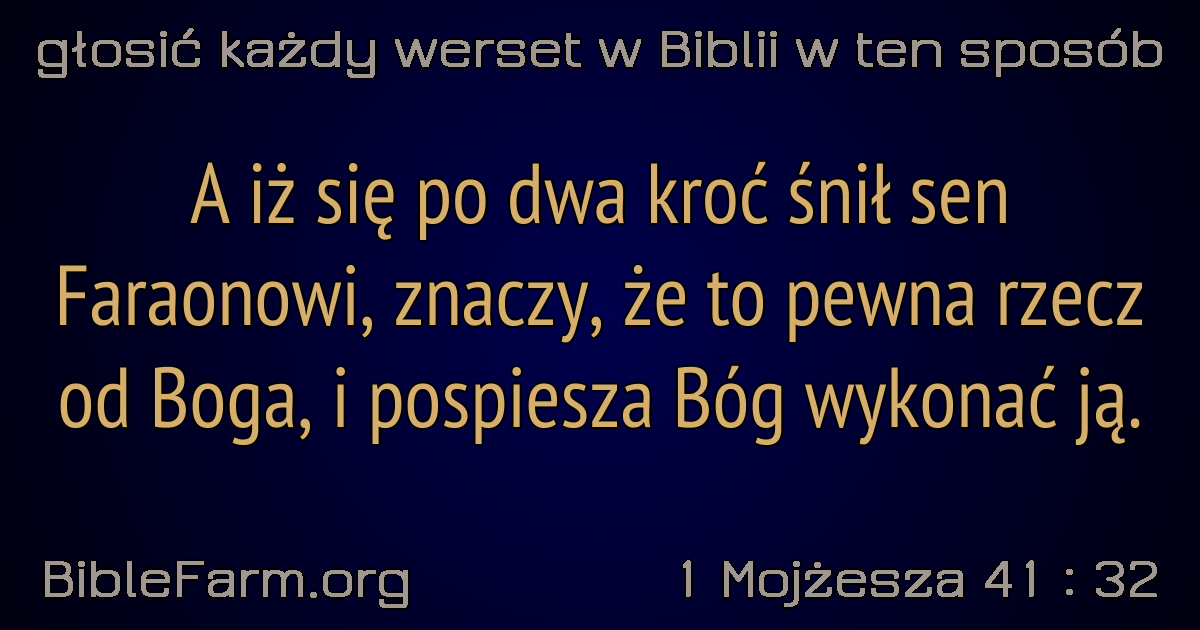 głosić każdy werset w Biblii w ten sposób
A iż się po dwa kroć śnił sen
Faraonowi, znaczy, że to pewna rzecz
od Boga, i pospiesza Bóg wykonać ją.
BibleFarm.org
1 Mojżesza 41 : 32